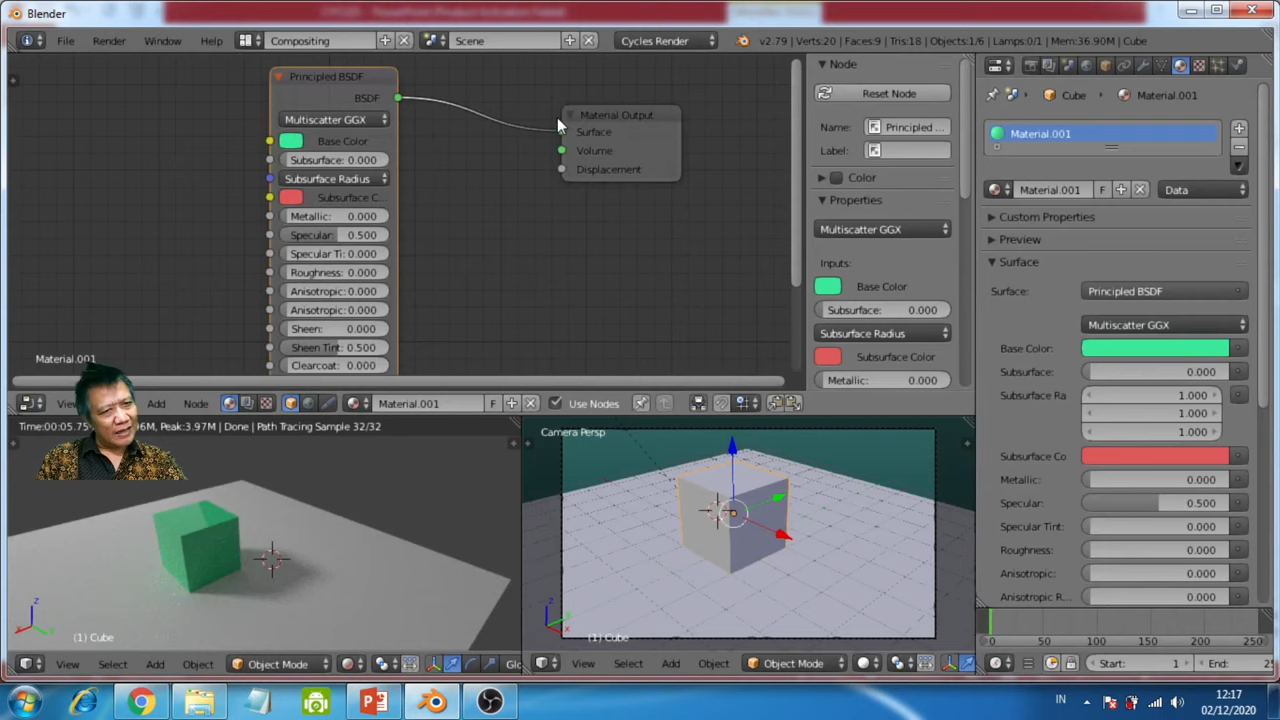 Blender
File Render Window Help Compositing Scene Cycles Render v2.79 | Verts:20 | Faces:9 | Tris:18 | Objects:1/6 | Lamps:0/1 | Mem:36.90M | Cube
Principled BSDF
BSDF
Multiscatter GGX
Base Color
Subsurface: 0.000
Subsurface Radius
Subsurface C...
Metallic: 0.000
Specular: 0.500
Specular Ti: 0.000
Roughness: 0.000
Anisotropic: 0.000
Anisotropic: 0.000
Sheen: 0.000
Sheen Tint: 0.500
Clearcoat: 0.000
Material Output
Surface
Volume
Displacement
Material.001
Node
Reset Node
Name: Principled ...
Label:
Color
Properties
Multiscatter GGX
Inputs:
Base Color
Subsurface: 0.000
Subsurface Radius
Subsurface Color
Metallic: 0.000
Cube Material.001
Material.001
Material.001 F Data
Custom Properties
Preview
Surface
Surface: Principled BSDF
Multiscatter GGX
Base Color:
Subsurface: 0.000
Subsurface Ra 1.000
1.000
1.000
Subsurface Co
Metallic: 0.000
Specular: 0.500
Specular Tint: 0.000
Roughness: 0.000
Anisotropic: 0.000
Anisotropic R... 0.000
Add Node Material.001 F Use Nodes
Path Tracing Sample 32/32
(1) Cube
Camera Persp
(1) Cube
View Select Add Object Object Mode
View Select Add Object Object Mode
0 50 100 150 200 250
Start: 1 End:
IN
12:17
02/12/2020